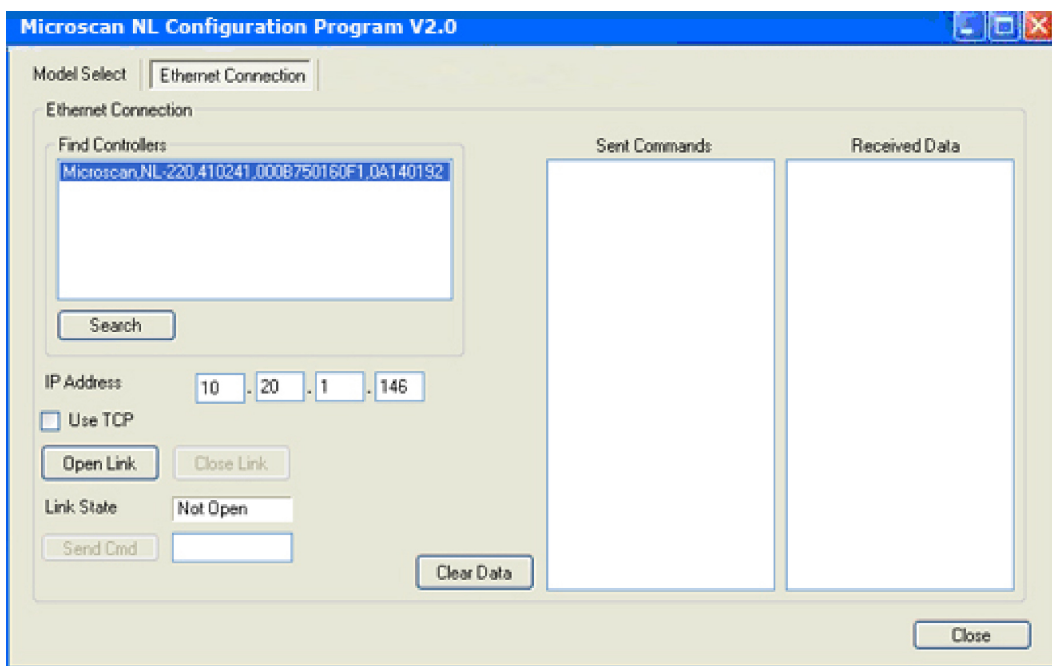 Microscan NL Configuration Program V2.0
Model Select
Ethernet Connection
Ethernet Connection
Find Controllers
Microscan,NL-220,410241,000B750160F1,0A140192
Search
IP Address
10 . 20 . 1 . 146
Use TCP
Open Link
Close Link
Link State
Not Open
Send Cmd
Clear Data
Sent Commands
Received Data
Close